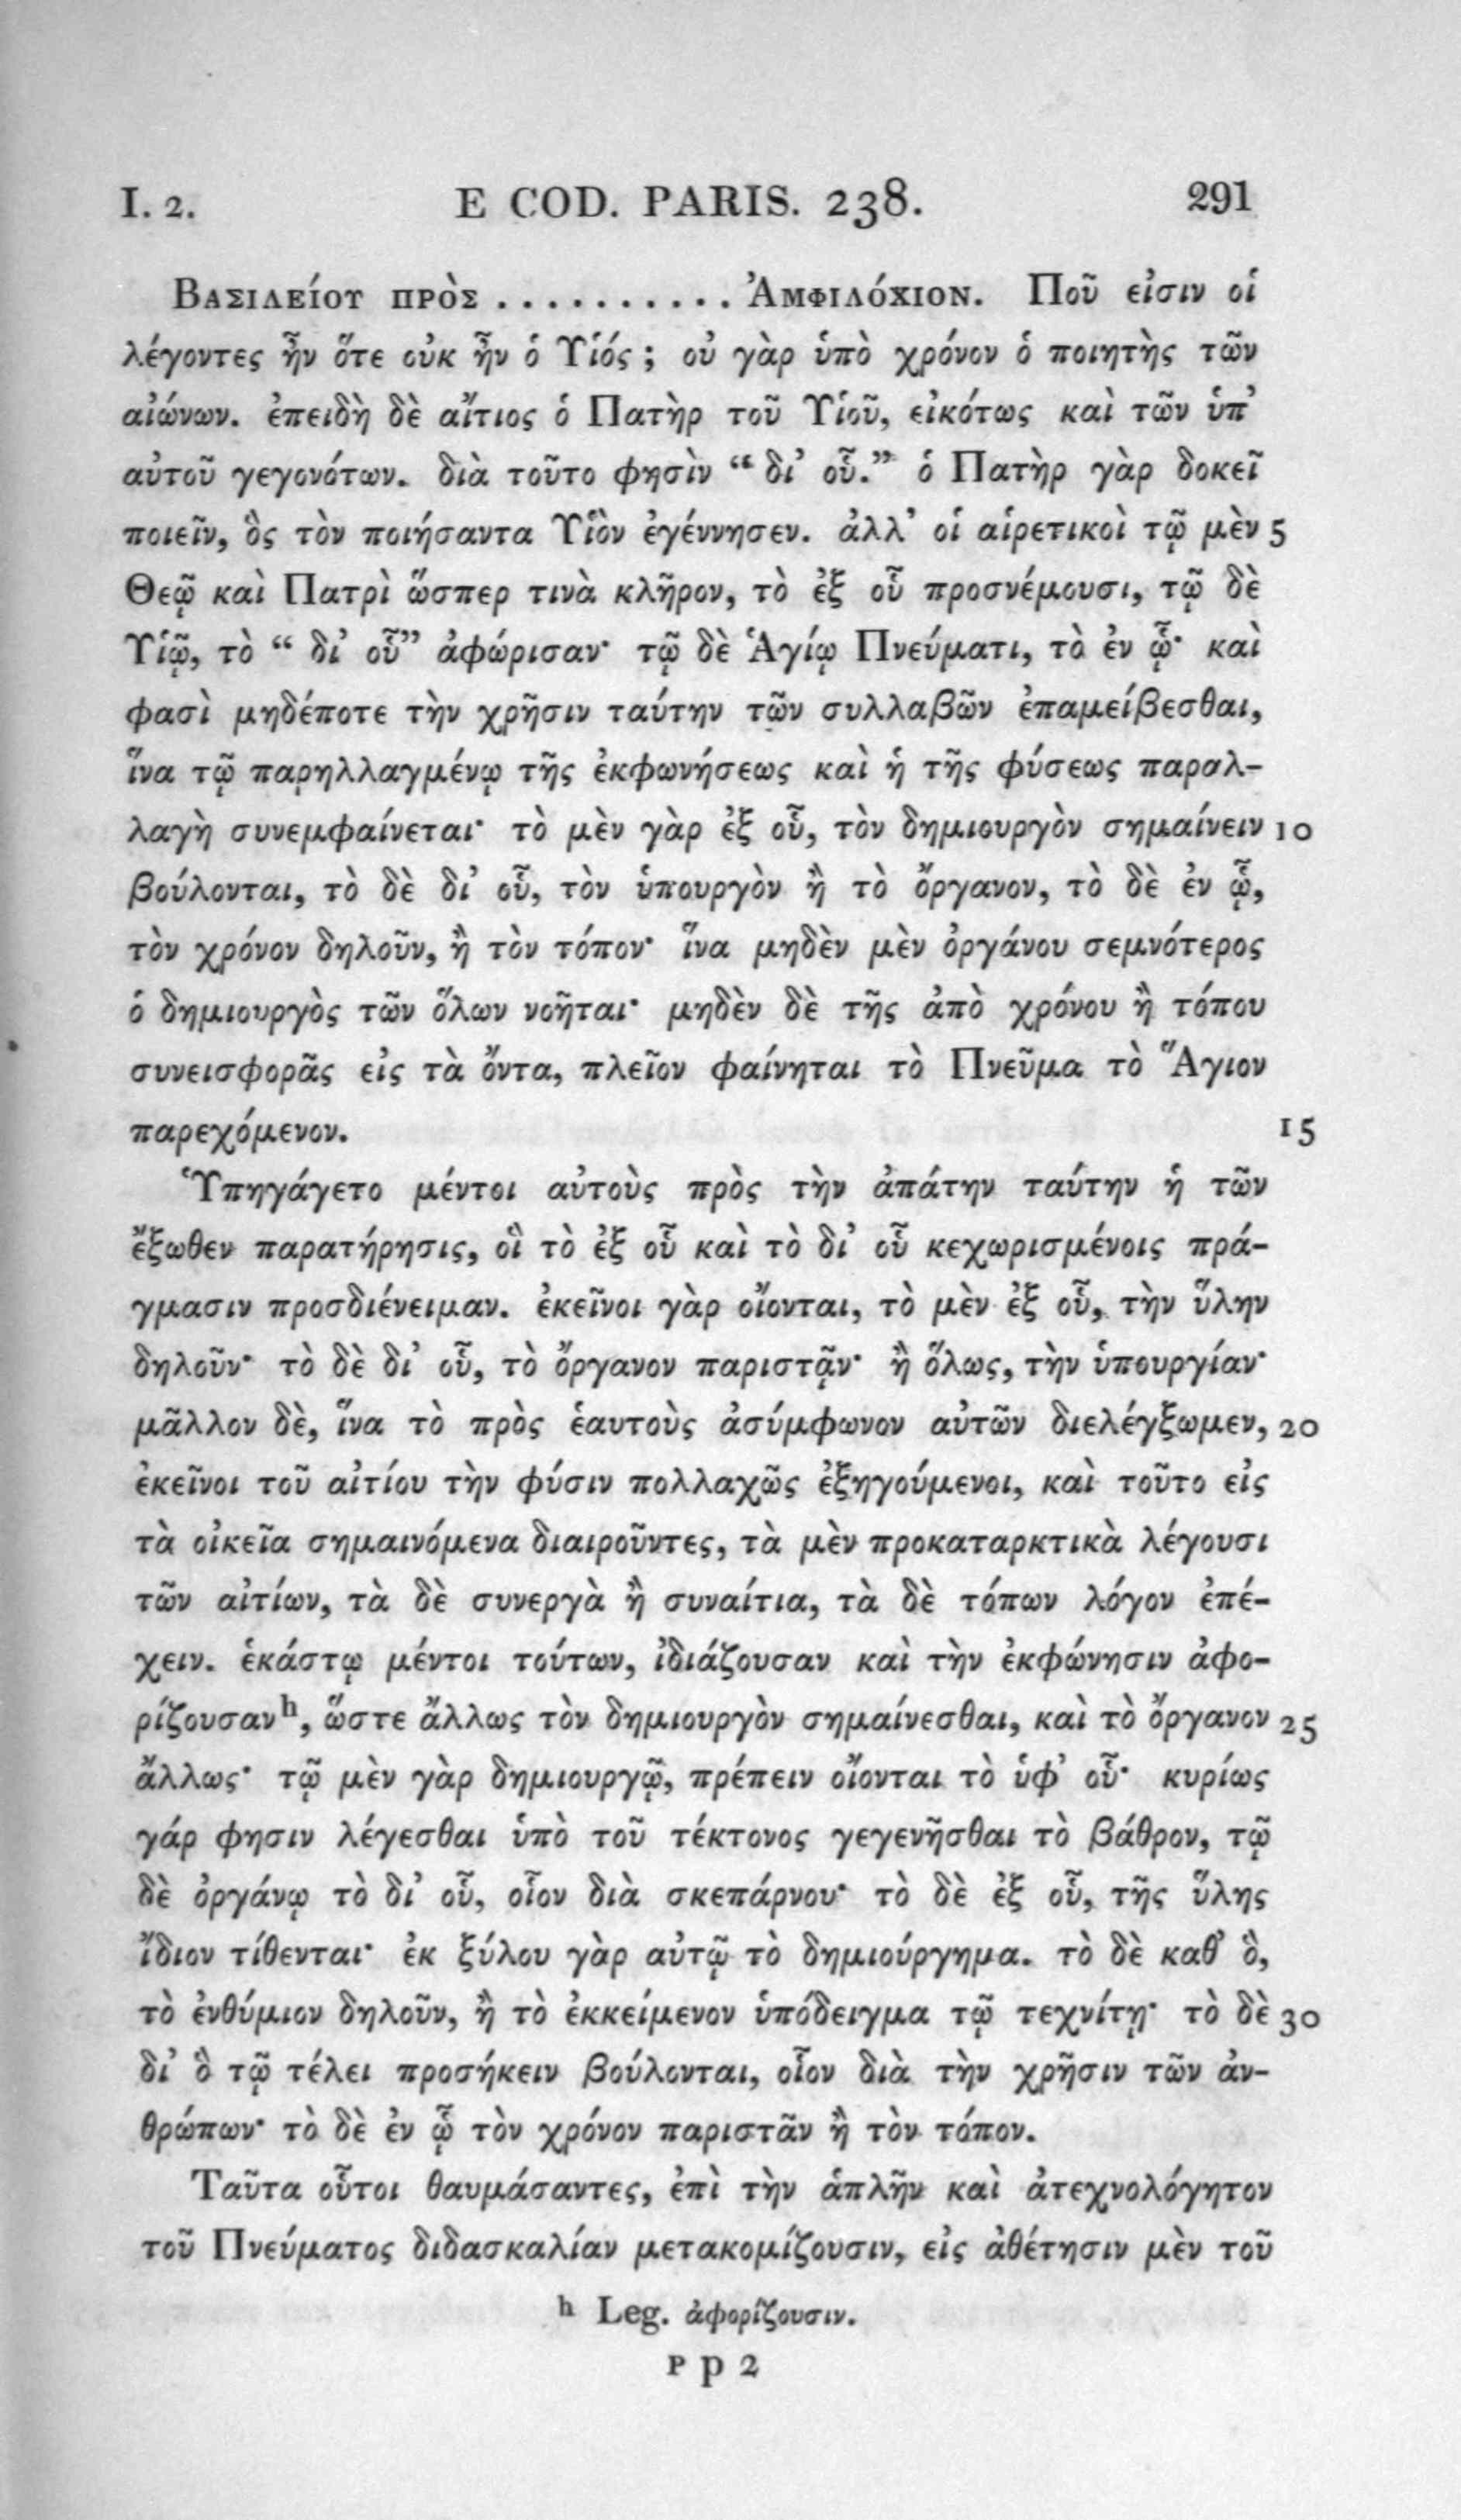 I. 2. E COD. PARIS. 238. 291
Βασιλείου πρὸς .......... Ἀμφιλόχιον. Ποῦ εἰσιν οἱ
λέγοντες ἦν ὅτε οὐκ ἦν ὁ Υἱός; οὐ γὰρ ὑπὸ χρόνον ὁ ποιητὴς τῶν
αἰώνων. ἐπειδὴ δὲ αἴτιος ὁ Πατὴρ τοῦ Υἱοῦ, εἰκότως καὶ τῶν ὑπ’
αὐτοῦ γεγονότων. διὰ τοῦτο φησὶν “ δι’ οὗ.” ὁ Πατὴρ γὰρ δοκεῖ
ποιεῖν, ὃς τὸν ποιήσαντα Υἱὸν ἐγέννησεν. ἀλλ’ οἱ αἱρετικοὶ τῷ μὲν 5
Θεῷ καὶ Πατρὶ ὥσπερ τινὰ κλῆρον, τὸ ἐξ οὗ προσνέμουσι, τῷ δὲ
Υἱῷ, τὸ “ δι’ οὗ” ἀφώρισαν· τῷ δὲ Ἁγίῳ Πνεύματι, τὸ ἐν ᾧ· καὶ
φασὶ μηδέποτε τὴν χρῆσιν ταύτην τῶν συλλαβῶν ἐπαμείβεσθαι,
ἵνα τῷ παρηλλαγμένῳ τῆς ἐκφωνήσεως καὶ ἡ τῆς φύσεως παραλ-
λαγὴ συνεμφαίνεται· τὸ μὲν γὰρ ἐξ οὗ, τὸν δημιουργὸν σημαίνειν 10
βούλονται, τὸ δὲ δι’ οὗ, τὸν ὑπουργὸν ἢ τὸ ὄργανον, τὸ δὲ ἐν ᾧ,
τὸν χρόνον δηλοῦν, ἢ τὸν τόπον· ἵνα μηδὲν μὲν ὀργάνου σεμνότερος
ὁ δημιουργὸς τῶν ὅλων νοῆται· μηδὲν δὲ τῆς ἀπὸ χρόνου ἢ τόπου
συνεισφορᾶς εἰς τὰ ὄντα, πλεῖον φαίνηται τὸ Πνεῦμα τὸ Ἅγιον
παρεχόμενον. 15
Ὑπηγάγετο μέντοι αὐτοὺς πρὸς τὴν ἀπάτην ταύτην ἡ τῶν
ἔξωθεν παρατήρησις, οἳ τὸ ἐξ οὗ καὶ τὸ δι’ οὗ κεχωρισμένοις πρά-
γμασιν προσδιένειμαν. ἐκεῖνοι γὰρ οἴονται, τὸ μὲν ἐξ οὗ, τὴν ὕλην
δηλοῦν· τὸ δὲ δι’ οὗ, τὸ ὄργανον παριστᾷν· ἢ ὅλως, τὴν ὑπουργίαν·
μᾶλλον δὲ, ἵνα τὸ πρὸς ἑαυτοὺς ἀσύμφωνον αὐτῶν διελέγξωμεν, 20
ἐκεῖνοι τοῦ αἰτίου τὴν φύσιν πολλαχῶς ἐξηγούμενοι, καὶ τοῦτο εἰς
τὰ οἰκεῖα σημαινόμενα διαιροῦντες, τὰ μὲν προκαταρκτικὰ λέγουσι
τῶν αἰτίων, τὰ δὲ συνεργὰ ἢ συναίτια, τὰ δὲ τόπων λόγον ἐπέ-
χειν. ἑκάστῳ μέντοι τούτων, ἰδιάζουσαν καὶ τὴν ἐκφώνησιν ἀφο-
ρίζουσανʰ, ὥστε ἄλλως τὸν δημιουργὸν σημαίνεσθαι, καὶ τὸ ὄργανον 25
ἄλλως· τῷ μὲν γὰρ δημιουργῷ, πρέπειν οἴονται τὸ ὑφ’ οὗ· κυρίως
γάρ φησιν λέγεσθαι ὑπὸ τοῦ τέκτονος γεγενῆσθαι τὸ βάθρον, τῷ
δὲ ὀργάνῳ τὸ δι’ οὗ, οἷον διὰ σκεπάρνου· τὸ δὲ ἐξ οὗ, τῆς ὕλης
ἴδιον τίθενται· ἐκ ξύλου γὰρ αὐτῷ τὸ δημιούργημα. τὸ δὲ καθ’ ὃ,
τὸ ἐνθύμιον δηλοῦν, ἢ τὸ ἐκκείμενον ὑπόδειγμα τῷ τεχνίτῃ· τὸ δὲ 30
δι’ ὃ τῷ τέλει προσήκειν βούλονται, οἷον διὰ τὴν χρῆσιν τῶν ἀν-
θρώπων· τὸ δὲ ἐν ᾧ τὸν χρόνον παριστᾶν ἢ τὸν τόπον.
Ταῦτα οὗτοι θαυμάσαντες, ἐπὶ τὴν ἁπλῆν καὶ ἀτεχνολόγητον
τοῦ Πνεύματος διδασκαλίαν μετακομίζουσιν, εἰς ἀθέτησιν μὲν τοῦ
ʰ Leg. ἀφορίζουσιν.
P p 2